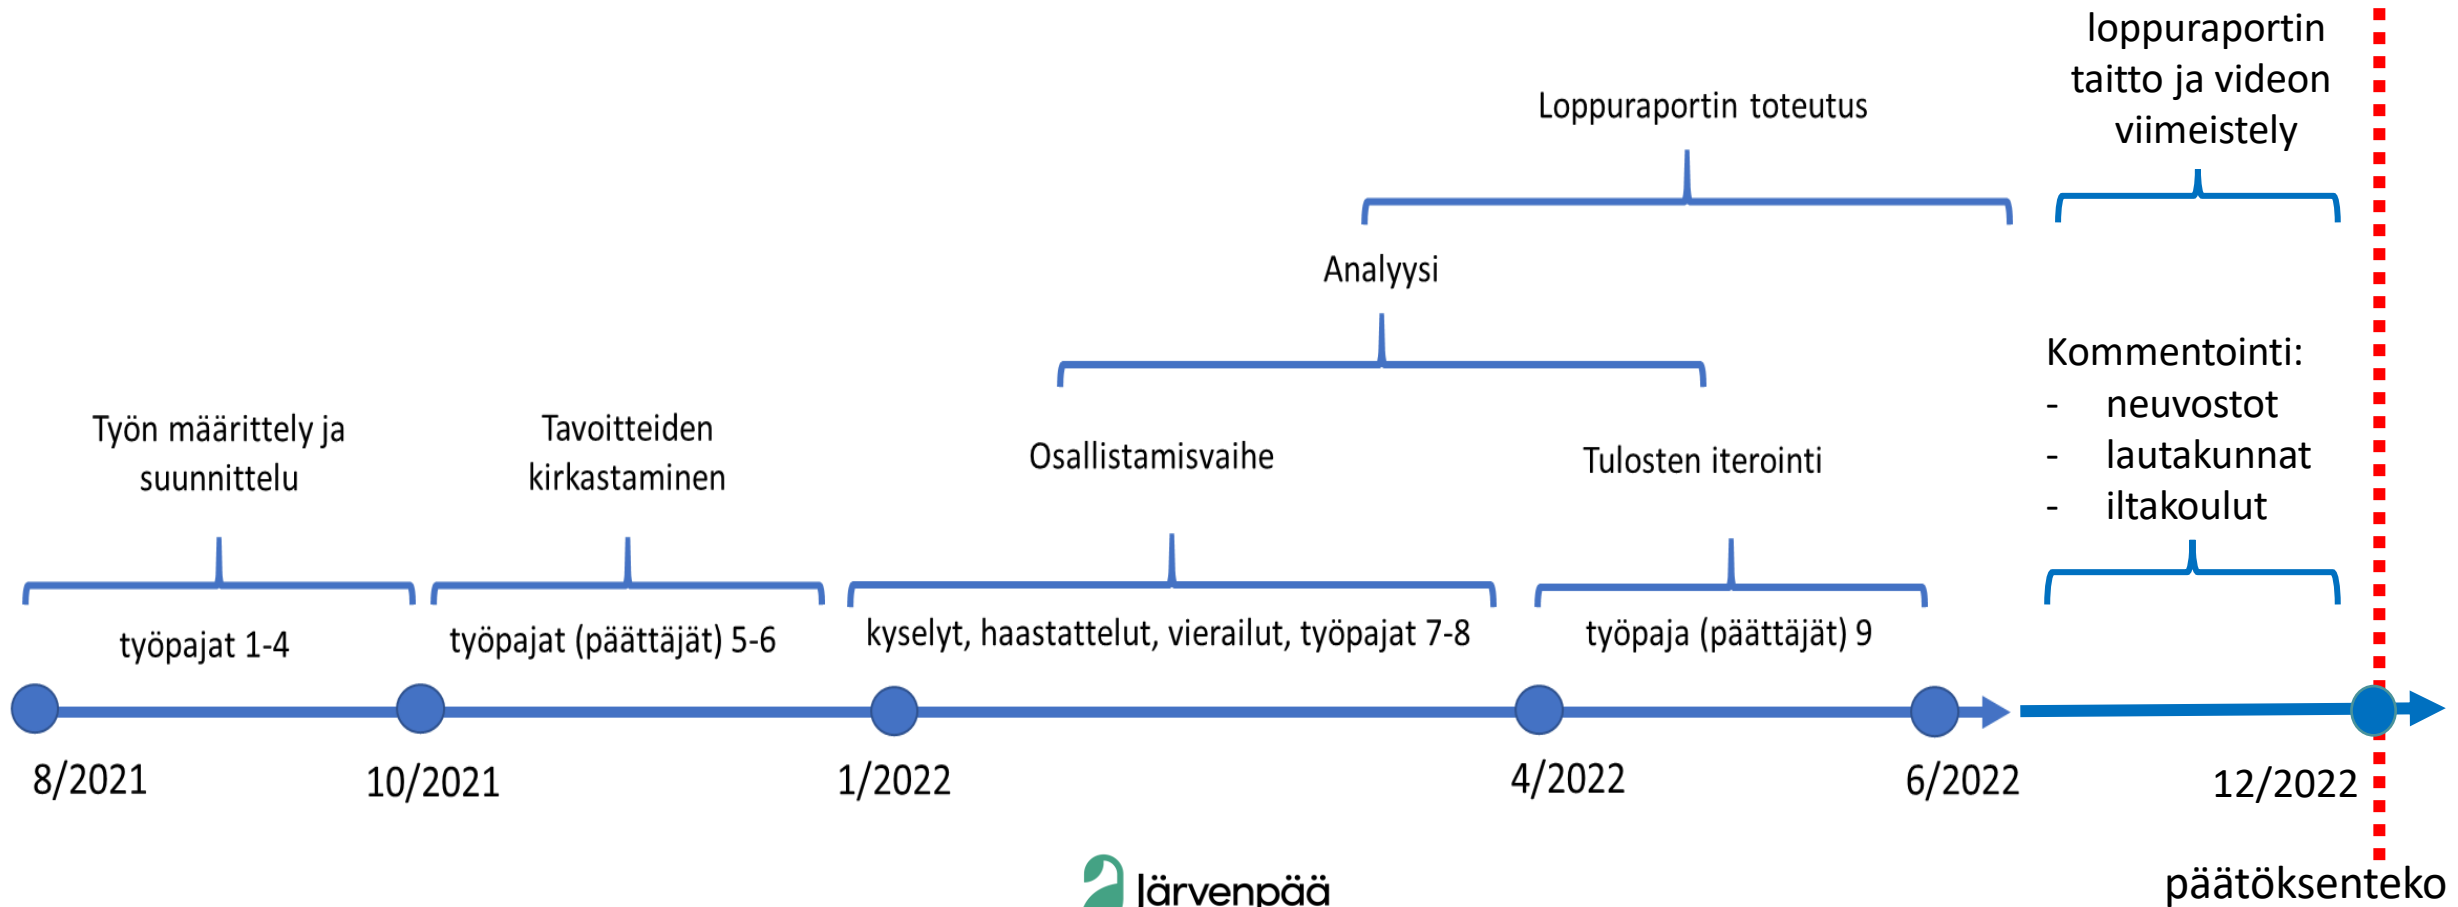 loppuraportin
taitto ja videon
viimeistely
Loppuraportin toteutus
Analyysi
Kommentointi:
- neuvostot
- lautakunnat
- iltakoulut
Työn määrittely ja
suunnittelu
Tavoitteiden
kirkastaminen
Osallistamisvaihe
Tulosten iterointi
työpajat 1-4
työpajat (päättäjät) 5-6
kyselyt, haastattelut, vierailut, työpajat 7-8
työpaja (päättäjät) 9
8/2021
10/2021
1/2022
4/2022
6/2022
12/2022
päätöksenteko
Järvenpää